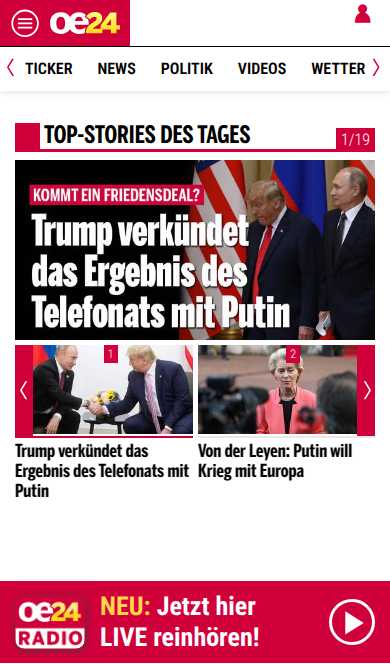 oe24
TICKER NEWS POLITIK VIDEOS WETTER
TOP-STORIES DES TAGES
1/19
KOMMT EIN FRIEDENSDEAL?
Trump verkündet
das Ergebnis des
Telefonats mit Putin
1
2
Trump verkündet das
Ergebnis des Telefonats mit
Putin
Von der Leyen: Putin will
Krieg mit Europa
oe24
RADIO
NEU: Jetzt hier
LIVE reinhören!